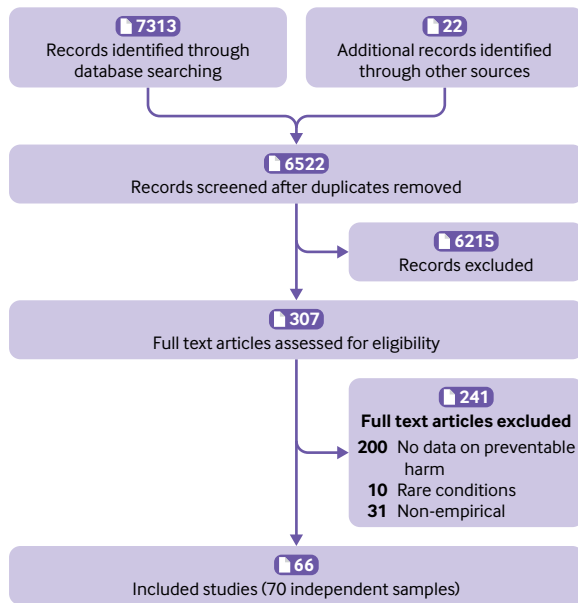 7313
Records identified through
database searching
22
Additional records identified
through other sources
6522
Records screened after duplicates removed
6215
Records excluded
307
Full text articles assessed for eligibility
241
Full text articles excluded
200 No data on preventable
harm
10 Rare conditions
31 Non-empirical
66
Included studies (70 independent samples)